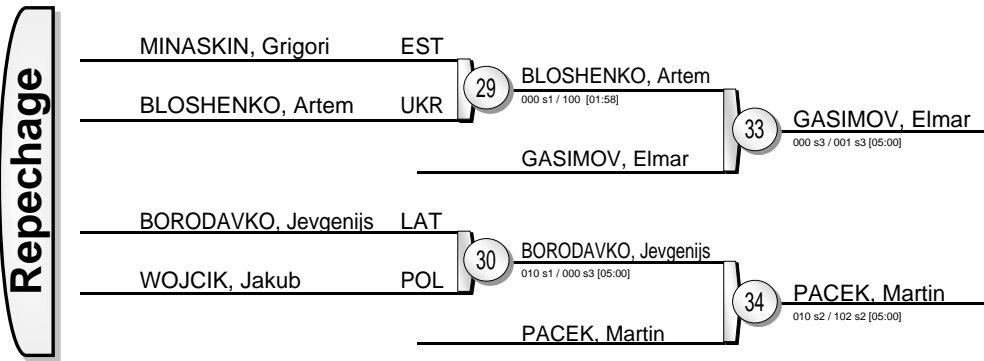 Repechage
MINASKIN, Grigori EST
BLOSHENKO, Artem UKR
29
BLOSHENKO, Artem
000 s1 / 100 [01:58]
GASIMOV, Elmar
33
GASIMOV, Elmar
000 s3 / 001 s3 [05:00]
BORODAVKO, Jevgenijs LAT
WOJCIK, Jakub POL
30
BORODAVKO, Jevgenijs
010 s1 / 000 s3 [05:00]
PACEK, Martin
34
PACEK, Martin
010 s2 / 102 s2 [05:00]